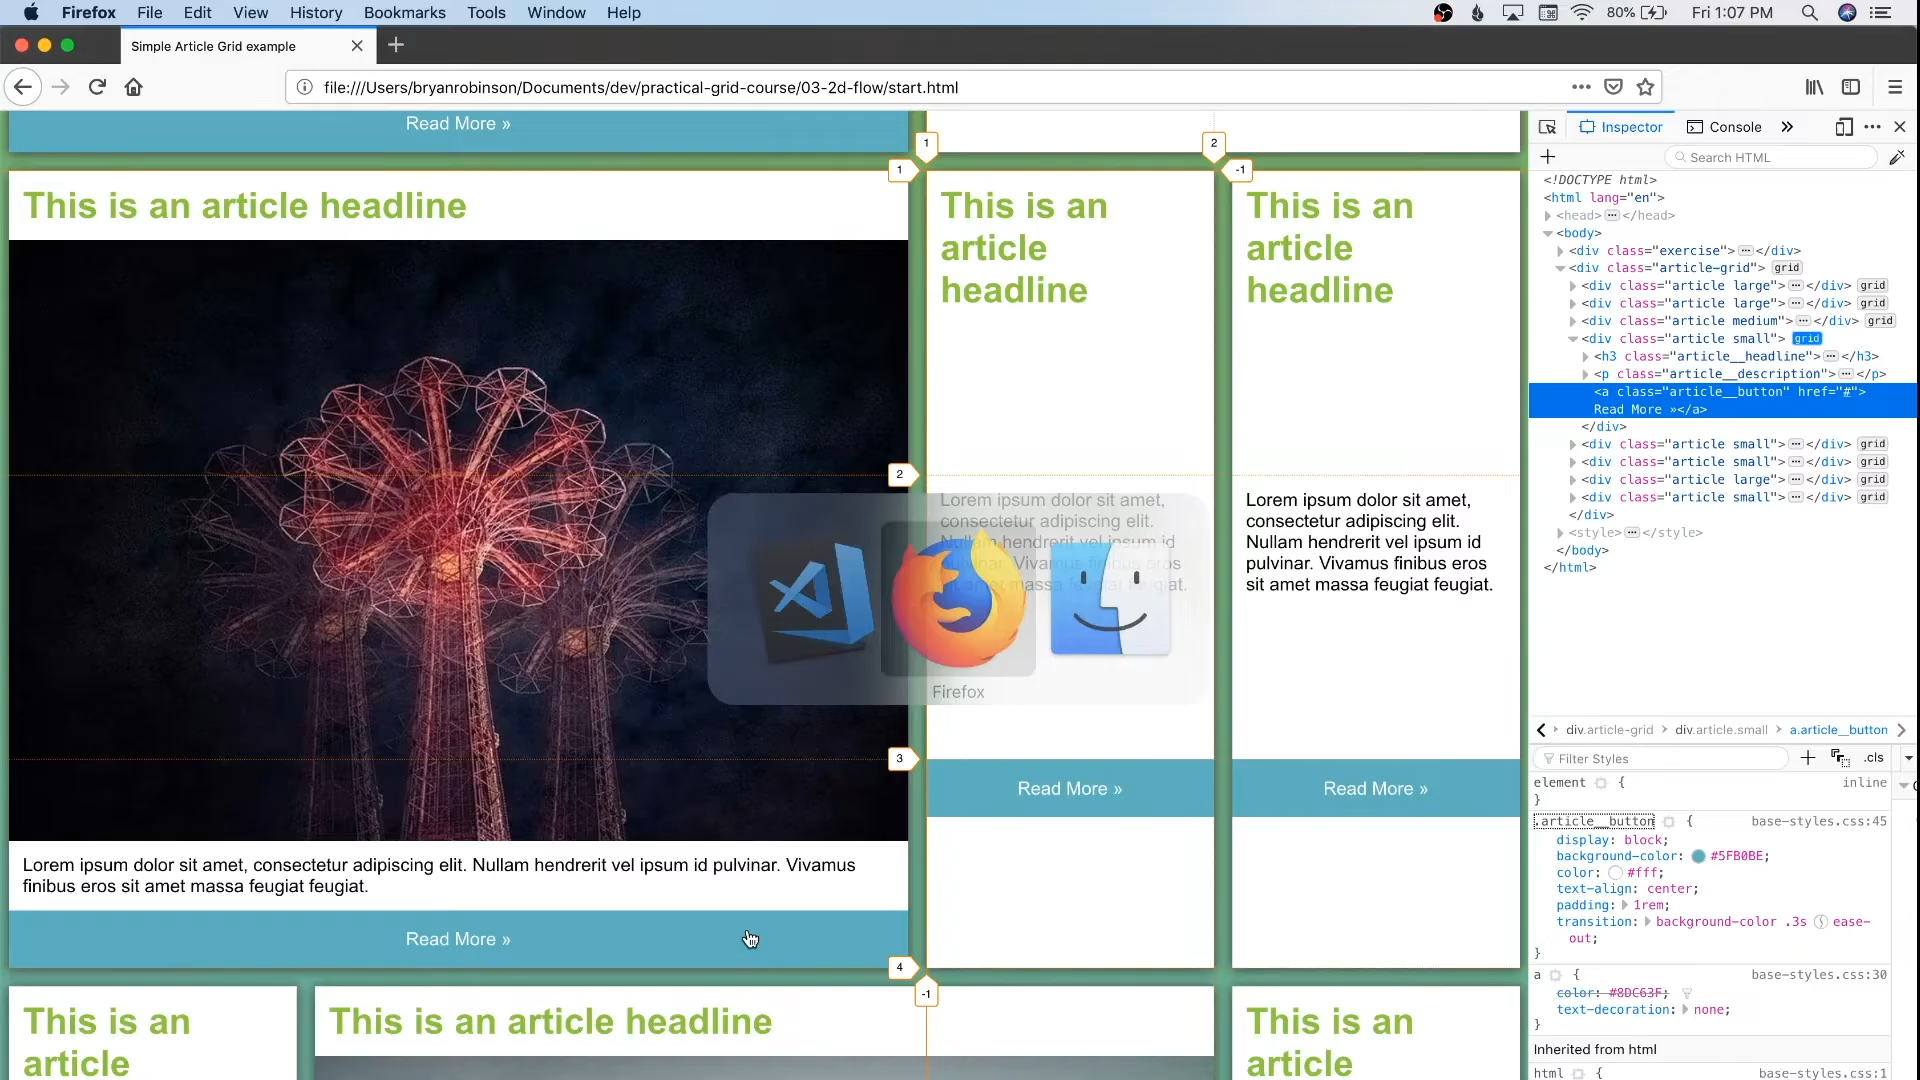 Firefox File Edit View History Bookmarks Tools Window Help 80% Fri 1:07 PM
Simple Article Grid example
file:///Users/bryanrobinson/Documents/dev/practical-grid-course/03-2d-flow/start.html
Read More »
1
2
1
-1
This is an article headline
2
3
Lorem ipsum dolor sit amet, consectetur adipiscing elit. Nullam hendrerit vel ipsum id pulvinar. Vivamus
finibus eros sit amet massa feugiat feugiat.
Read More »
4
-1
This is an
article
headline
Lorem ipsum dolor sit amet,
consectetur adipiscing elit.
Nullam hendrerit vel ipsum id
pulvinar. Vivamus finibus eros
sit amet massa feugiat feugiat.
Read More »
This is an
article
headline
Lorem ipsum dolor sit amet,
consectetur adipiscing elit.
Nullam hendrerit vel ipsum id
pulvinar. Vivamus finibus eros
sit amet massa feugiat feugiat.
Read More »
Firefox
This is an
article
This is an article headline
This is an
article
Inspector Console
Search HTML
<!DOCTYPE html>
<html lang="en">
<head></head>
<body>
<div class="exercise"></div>
<div class="article-grid"> grid
<div class="article large"></div> grid
<div class="article large"></div> grid
<div class="article medium"></div> grid
<div class="article small"> grid
<h3 class="article__headline"></h3>
<p class="article__description"></p>
<a class="article__button" href="#">
Read More »</a>
</div>
<div class="article small"></div> grid
<div class="article small"></div> grid
<div class="article large"></div> grid
<div class="article small"></div> grid
</div>
<style></style>
</body>
</html>
div.article-grid div.article.small a.article__button
Filter Styles .cls
element { inline
}
.article__button { base-styles.css:45
display: block;
background-color: #5FB0BE;
color: #fff;
text-align: center;
padding: 1rem;
transition: background-color .3s ease-
out;
}
a { base-styles.css:30
color: #8DC63F;
text-decoration: none;
}
Inherited from html
html { base-styles.css:1